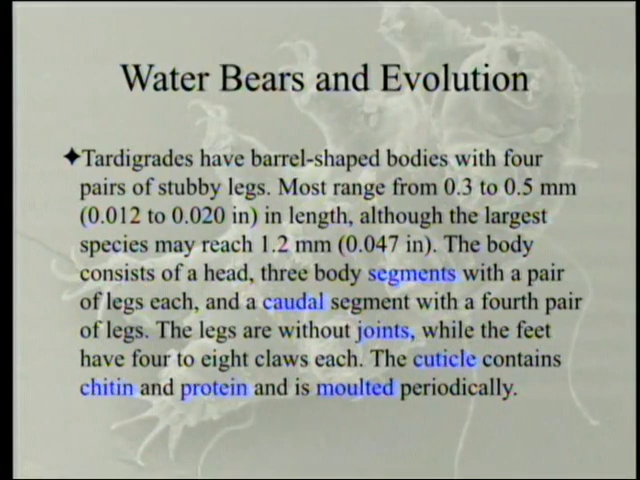 Water Bears and Evolution
✦Tardigrades have barrel-shaped bodies with four
pairs of stubby legs. Most range from 0.3 to 0.5 mm
(0.012 to 0.020 in) in length, although the largest
species may reach 1.2 mm (0.047 in). The body
consists of a head, three body segments with a pair
of legs each, and a caudal segment with a fourth pair
of legs. The legs are without joints, while the feet
have four to eight claws each. The cuticle contains
chitin and protein and is moulted periodically.